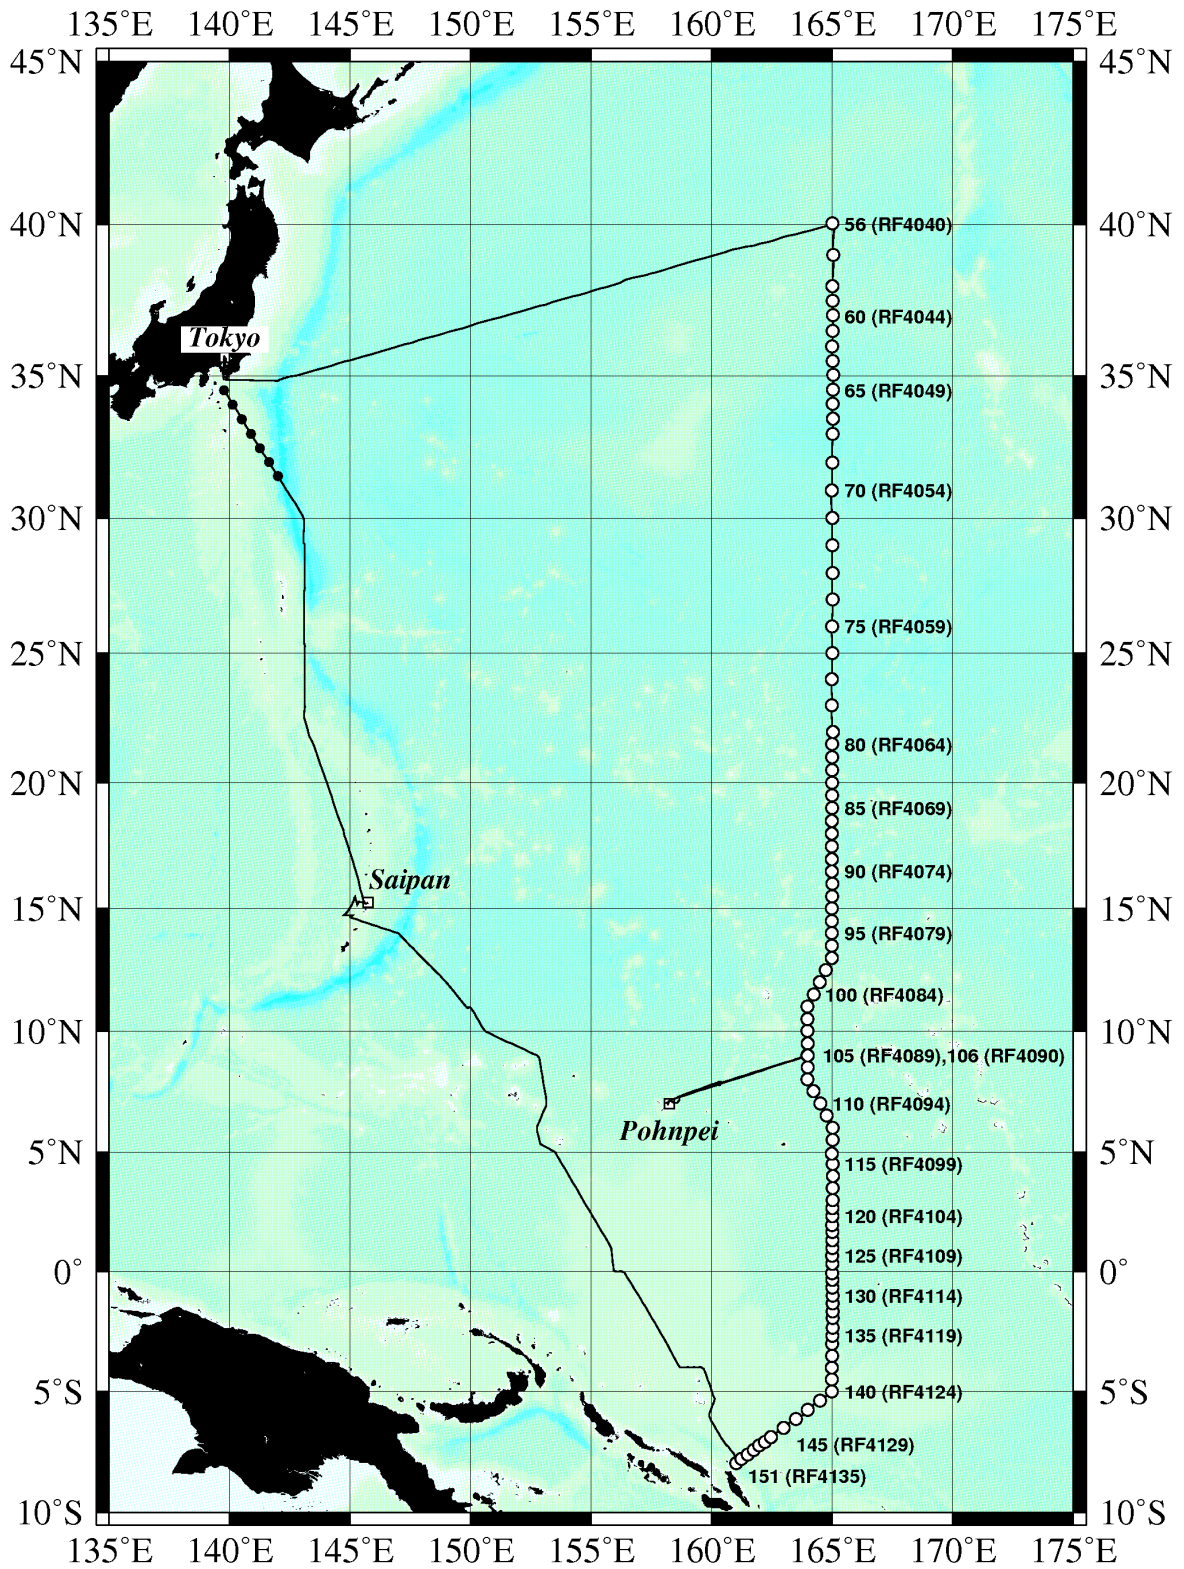 135˚E 140˚E 145˚E 150˚E 155˚E 160˚E 165˚E 170˚E 175˚E
45˚N 45˚N
40˚N 56 (RF4040) 40˚N
60 (RF4044)
Tokyo
35˚N 35˚N
65 (RF4049)
70 (RF4054)
30˚N 30˚N
75 (RF4059)
25˚N 25˚N
80 (RF4064)
20˚N 20˚N
85 (RF4069)
90 (RF4074)
Saipan
15˚N 15˚N
95 (RF4079)
100 (RF4084)
10˚N 10˚N
105 (RF4089),106 (RF4090)
110 (RF4094)
Pohnpei
5˚N 5˚N
115 (RF4099)
120 (RF4104)
125 (RF4109)
0˚ 0˚
130 (RF4114)
135 (RF4119)
5˚S 140 (RF4124) 5˚S
145 (RF4129)
151 (RF4135)
10˚S 10˚S
135˚E 140˚E 145˚E 150˚E 155˚E 160˚E 165˚E 170˚E 175˚E